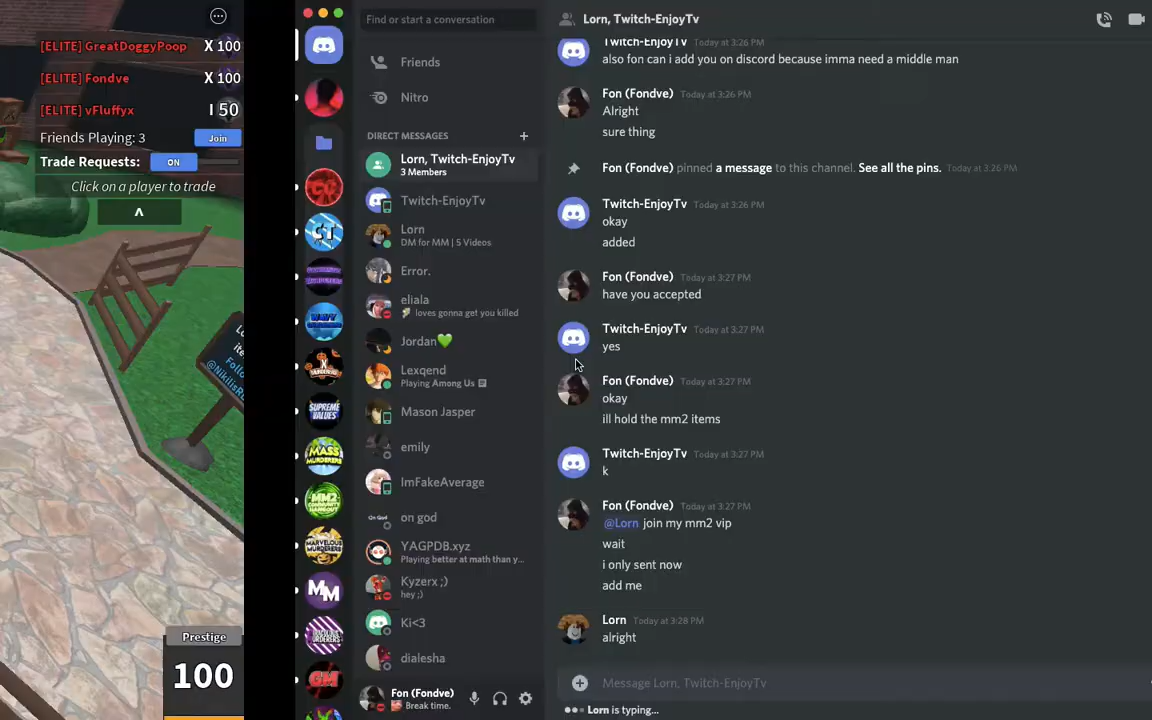 [ELITE] GreatDoggyPoop X 100
[ELITE] Fondve X 100
[ELITE] vFluffyx I 50
Friends Playing: 3 Join
Trade Requests: ON
Click on a player to trade
^
Prestige
100
Find or start a conversation
Friends
Nitro
DIRECT MESSAGES +
Lorn, Twitch-EnjoyTv
3 Members
Twitch-EnjoyTv
Lorn
DM for MM | 5 Videos
Error.
eliala
loves gonna get you killed
Jordan💚
Lexqend
Playing Among Us
Mason Jasper
emily
ImFakeAverage
on god
YAGPDB.xyz
Playing better at math than y...
Kyzerx ;)
hey ;)
Ki<3
dialesha
Fon (Fondve)
Break time.
Lorn, Twitch-EnjoyTv
Twitch-EnjoyTv Today at 3:26 PM
also fon can i add you on discord because imma need a middle man
Fon (Fondve) Today at 3:26 PM
Alright
sure thing
Fon (Fondve) pinned a message to this channel. See all the pins. Today at 3:26 PM
Twitch-EnjoyTv Today at 3:26 PM
okay
added
Fon (Fondve) Today at 3:27 PM
have you accepted
Twitch-EnjoyTv Today at 3:27 PM
yes
Fon (Fondve) Today at 3:27 PM
okay
ill hold the mm2 items
Twitch-EnjoyTv Today at 3:27 PM
k
Fon (Fondve) Today at 3:27 PM
@Lorn join my mm2 vip
wait
i only sent now
add me
Lorn Today at 3:28 PM
alright
Message Lorn, Twitch-EnjoyTv
Lorn is typing...